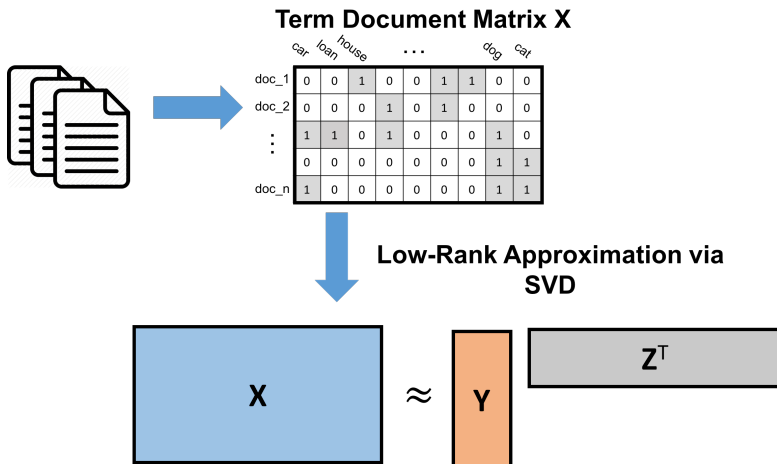 Term Document Matrix X
car loan house ... dog cat
doc_1 0 0 1 0 0 1 1 0 0
doc_2 0 0 0 1 0 1 0 0 0
⋮ 1 1 0 1 0 0 0 1 0
0 0 0 0 0 0 0 1 1
doc_n 1 0 0 0 0 0 0 1 1
Low-Rank Approximation via
SVD
X ≈ Y Zᵀ